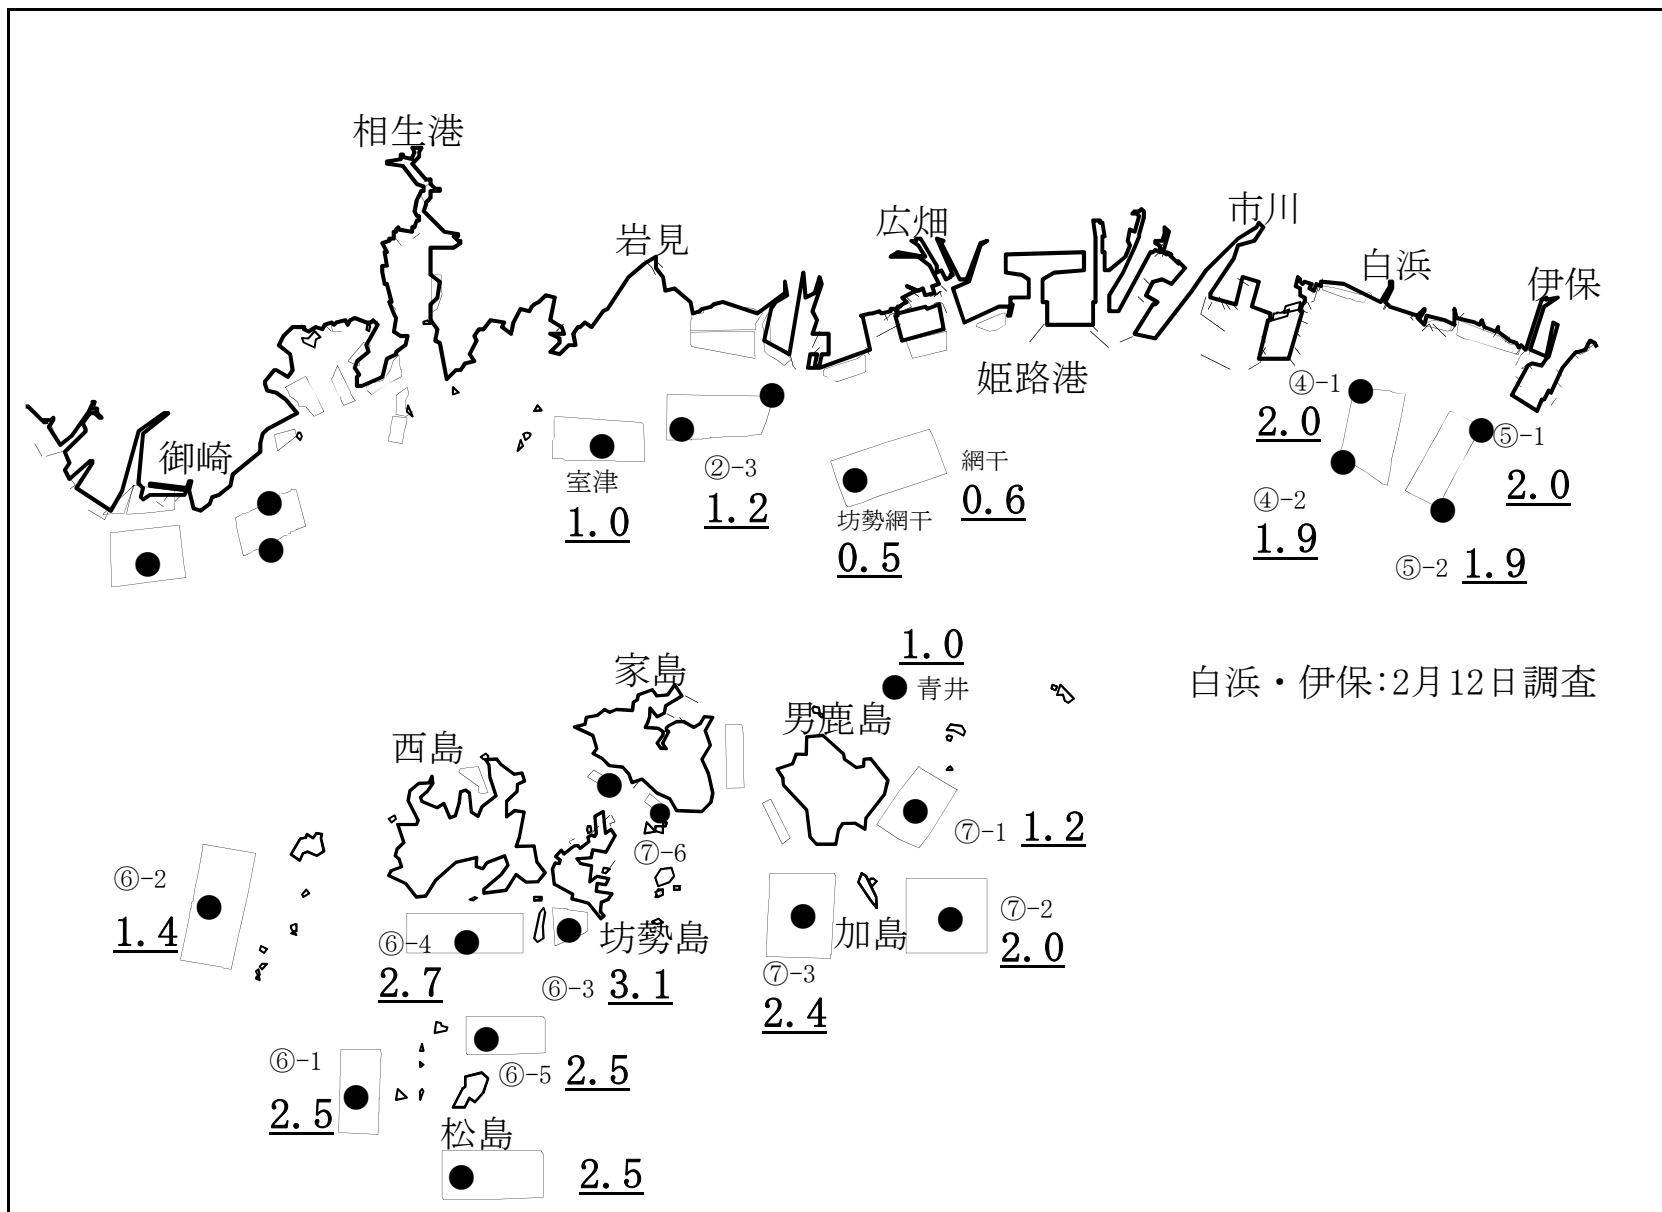 相生港
岩見
広畑
市川
白浜
伊保
姫路港
御崎
④-1
2.0
⑤-1
2.0
④-2
1.9
⑤-2 1.9
室津
1.0
②-3
1.2
網干
0.6
坊勢網干
0.5
1.0
青井
白浜・伊保:2月12日調査
家島
男鹿島
西島
⑦-6
⑦-1 1.2
⑥-2
1.4
⑥-4
2.7
坊勢島
⑥-3 3.1
加島
⑦-2
2.0
⑦-3
2.4
⑥-1
2.5
⑥-5 2.5
松島
2.5